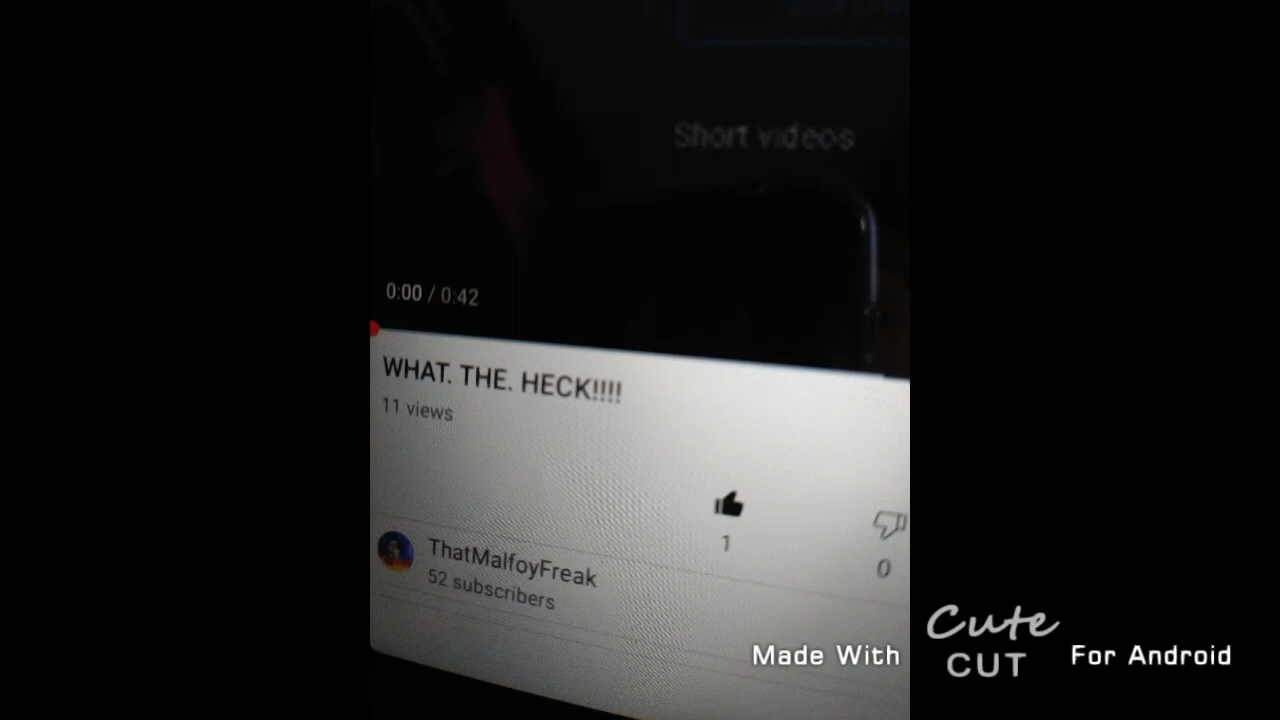 Short videos
0:00 / 0:42
WHAT. THE. HECK!!!!
11 views
1
0
ThatMalfoyFreak
52 subscribers
Made With Cute CUT For Android